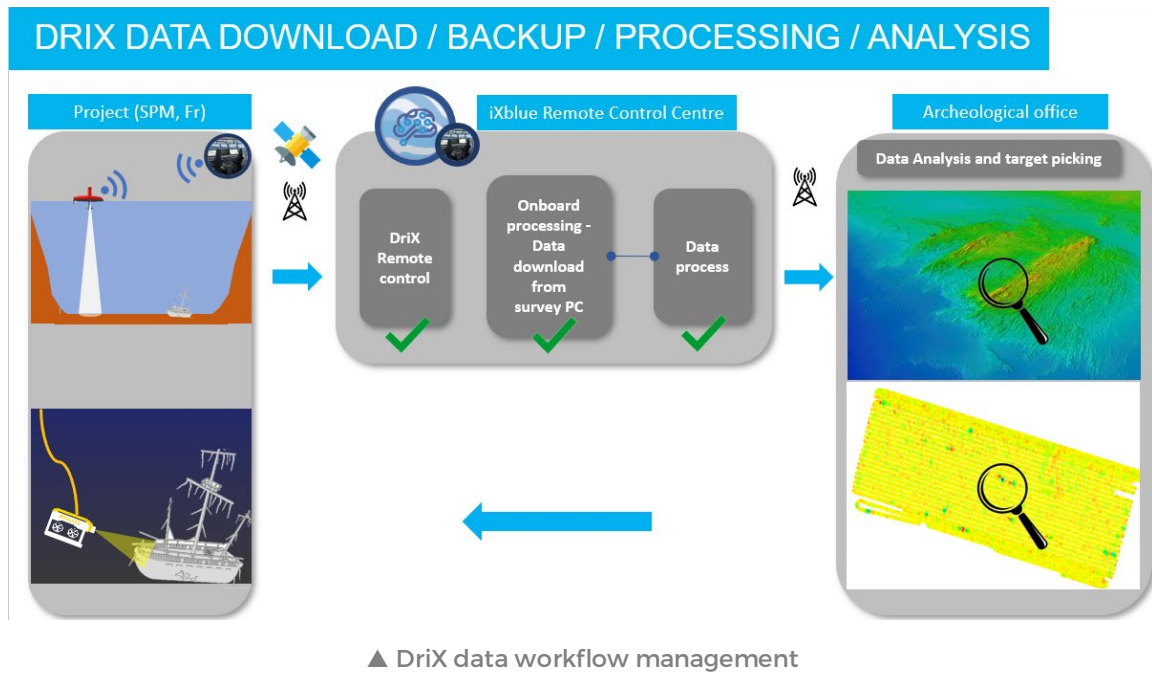 DRIX DATA DOWNLOAD / BACKUP / PROCESSING / ANALYSIS
Project (SPM, Fr)
iXblue Remote Control Centre
Archeological office
DriX
Remote
control
Onboard
processing -
Data
download
from
survey PC
Data
process
Data Analysis and target picking
▲ DriX data workflow management